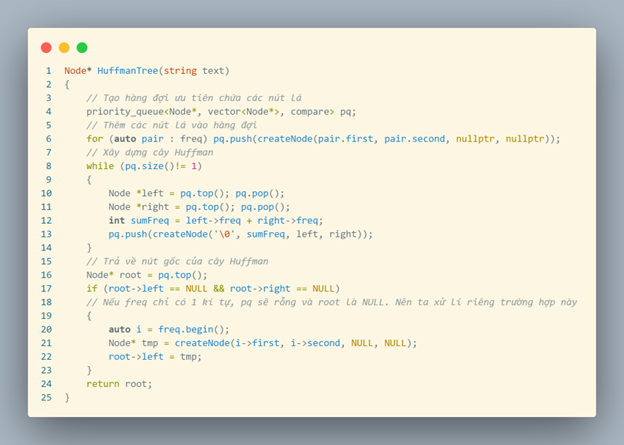 1 Node* HuffmanTree(string text)
2 {
3 // Tạo hàng đợi ưu tiên chứa các nút lá
4 priority_queue<Node*, vector<Node*>, compare> pq;
5 // Thêm các nút lá vào hàng đợi
6 for (auto pair : freq) pq.push(createNode(pair.first, pair.second, nullptr, nullptr));
7 // Xây dựng cây Huffman
8 while (pq.size()!= 1)
9 {
10 Node *left = pq.top(); pq.pop();
11 Node *right = pq.top(); pq.pop();
12 int sumFreq = left->freq + right->freq;
13 pq.push(createNode('\0', sumFreq, left, right));
14 }
15 // Trả về nút gốc của cây Huffman
16 Node* root = pq.top();
17 if (root->left == NULL && root->right == NULL)
18 // Nếu freq chỉ có 1 kí tự, pq sẽ rỗng và root là NULL. Nên ta xử lí riêng trường hợp này
19 {
20 auto i = freq.begin();
21 Node* tmp = createNode(i->first, i->second, NULL, NULL);
22 root->left = tmp;
23 }
24 return root;
25 }